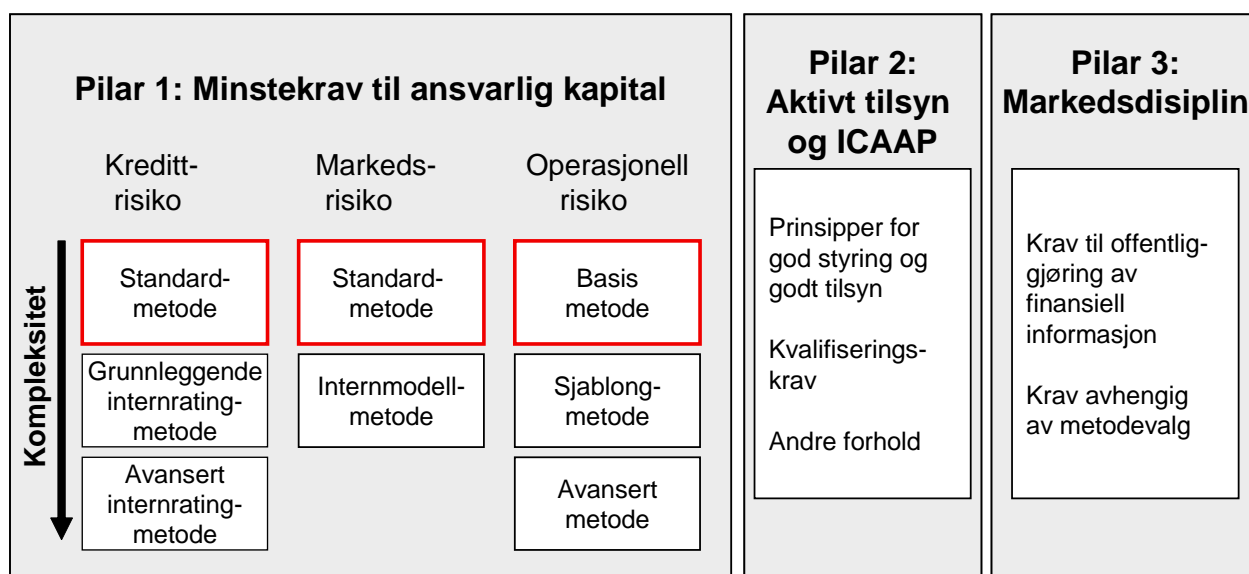 Pilar 1: Minstekrav til ansvarlig kapital
Kreditt-
risiko
Markeds-
risiko
Operasjonell
risiko
Kompleksitet
Standard-
metode
Standard-
metode
Basis
metode
Grunnleggende
internrating-
metode
Internmodell-
metode
Sjablong-
metode
Avansert
internrating-
metode
Avansert
metode
Pilar 2:
Aktivt tilsyn
og ICAAP
Prinsipper for
god styring og
godt tilsyn
Kvalifiserings-
krav
Andre forhold
Pilar 3:
Markedsdisiplin
Krav til offentlig-
gjøring av
finansiell
informasjon
Krav avhengig
av metodevalg